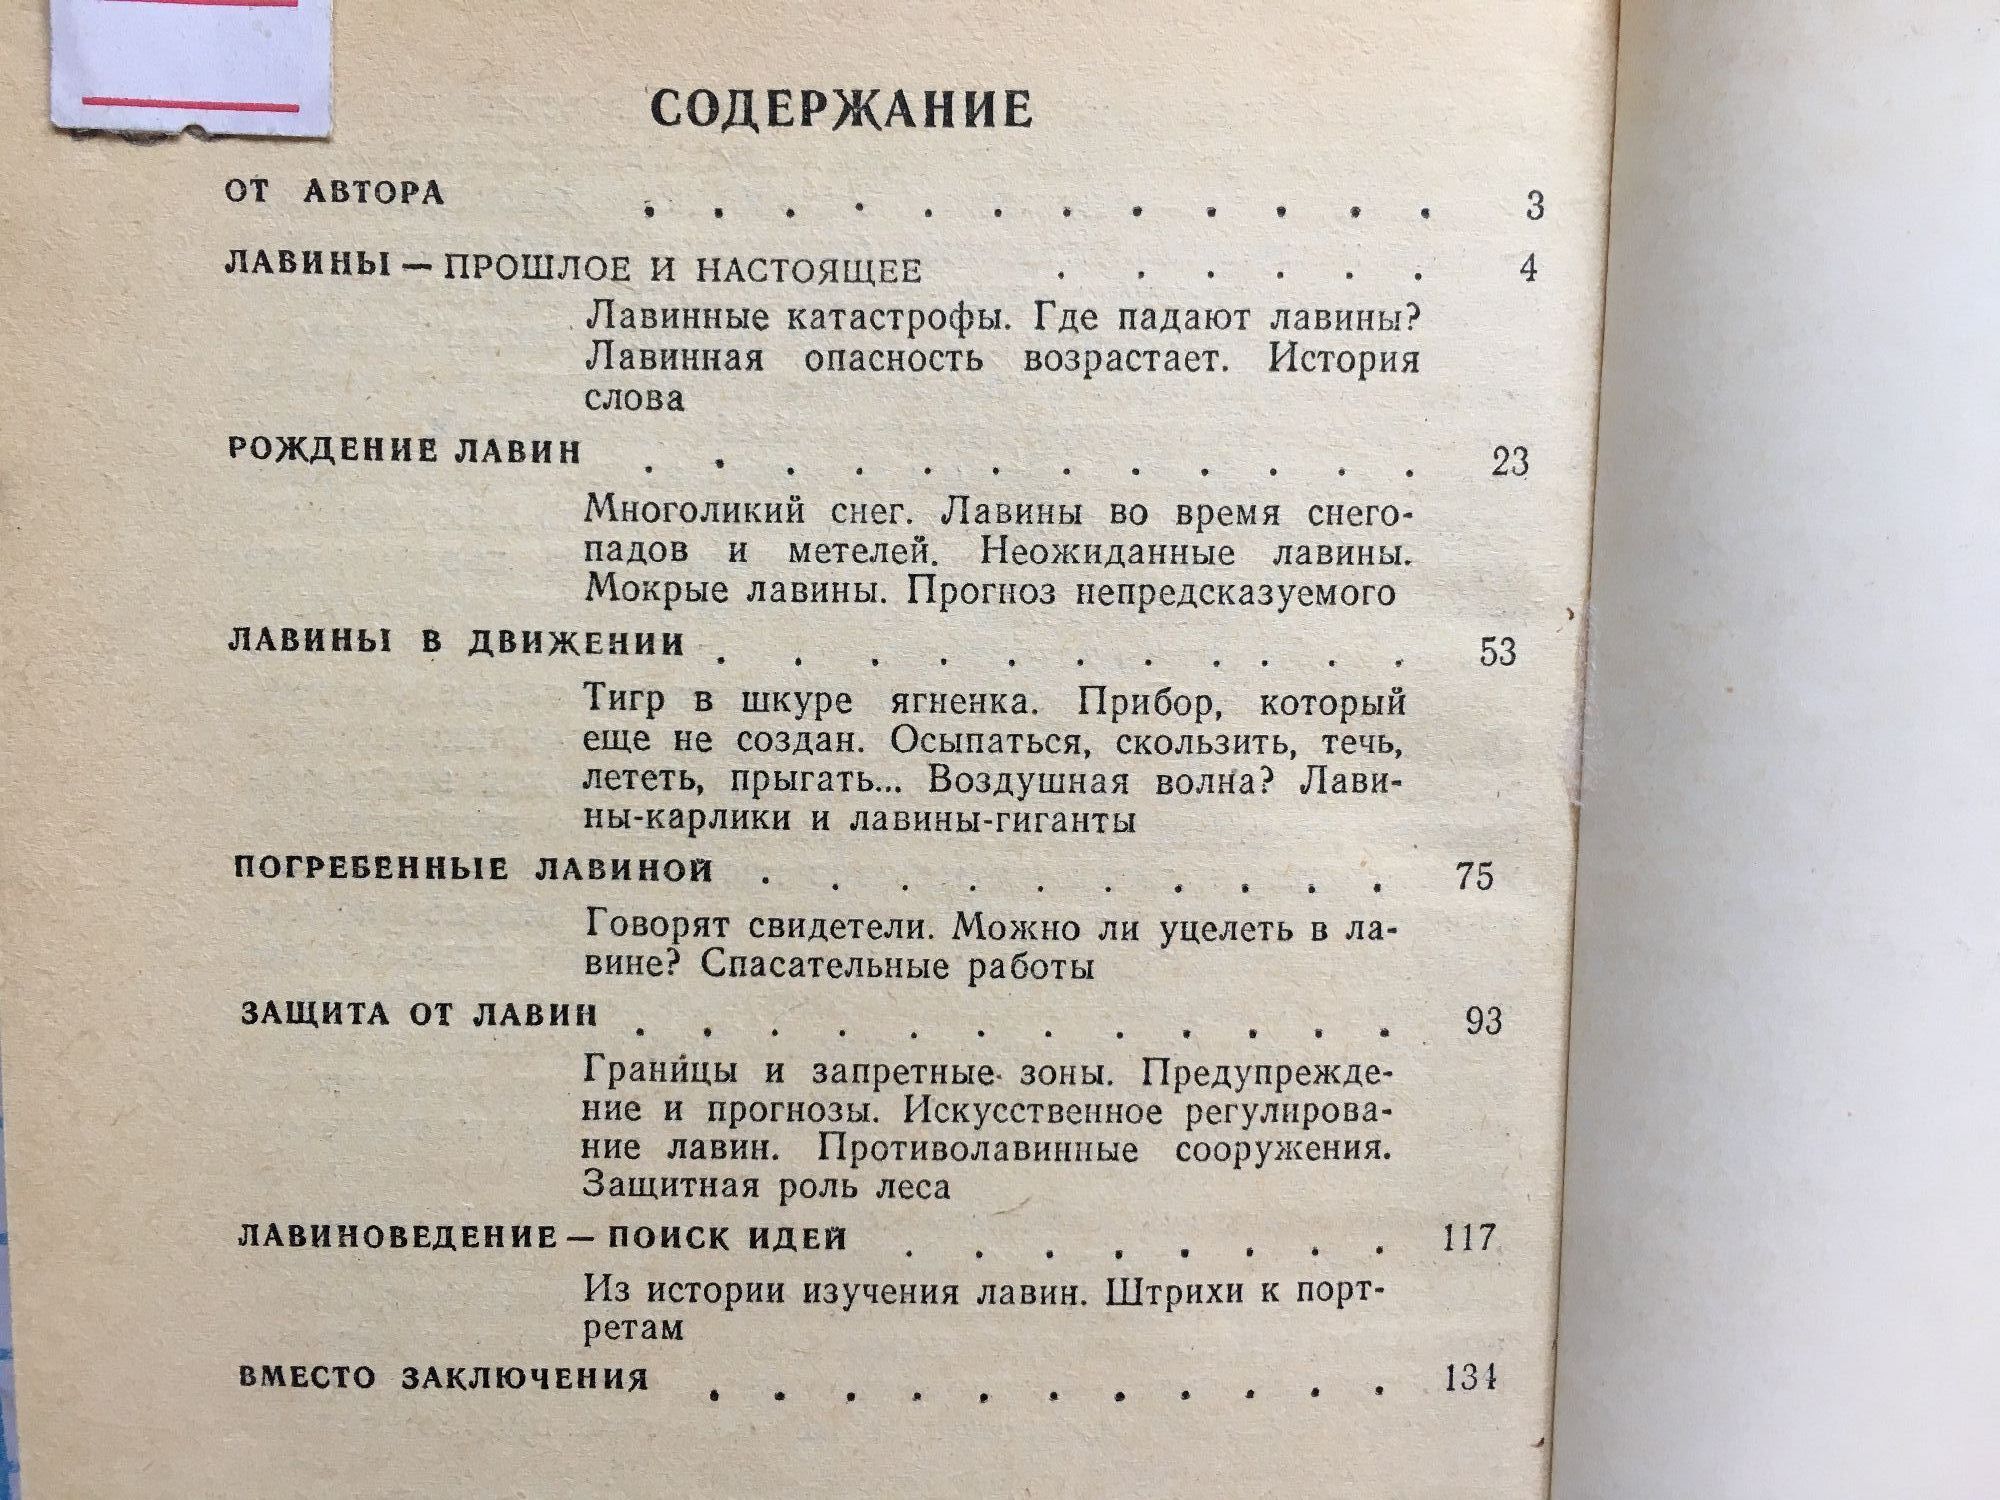 СОДЕРЖАНИЕ
ОТ АВТОРА . . . . . . . . . . . . 3
ЛАВИНЫ — ПРОШЛОЕ И НАСТОЯЩЕЕ . . . . . . 4
Лавинные катастрофы. Где падают лавины?
Лавинная опасность возрастает. История
слова
РОЖДЕНИЕ ЛАВИН . . . . . . . . . . . . 23
Многоликий снег. Лавины во время снего-
падов и метелей. Неожиданные лавины.
Мокрые лавины. Прогноз непредсказуемого
ЛАВИНЫ В ДВИЖЕНИИ . . . . . . . . . . . 53
Тигр в шкуре ягненка. Прибор, который
еще не создан. Осыпаться, скользить, течь,
лететь, прыгать... Воздушная волна? Лави-
ны-карлики и лавины-гиганты
ПОГРЕБЕННЫЕ ЛАВИНОЙ . . . . . . . . . . 75
Говорят свидетели. Можно ли уцелеть в ла-
вине? Спасательные работы
ЗАЩИТА ОТ ЛАВИН . . . . . . . . . . . . 93
Границы и запретные зоны. Предупрежде-
ние и прогнозы. Искусственное регулирова-
ние лавин. Противолавинные сооружения.
Защитная роль леса
ЛАВИНОВЕДЕНИЕ — ПОИСК ИДЕЙ . . . . . . . . 117
Из истории изучения лавин. Штрихи к порт-
ретам
ВМЕСТО ЗАКЛЮЧЕНИЯ . . . . . . . . . . . 134